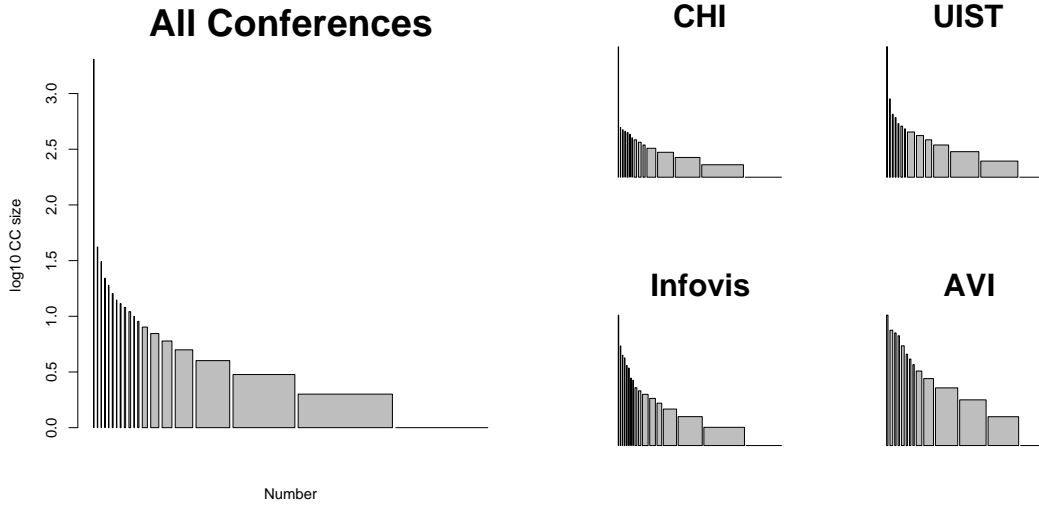 All Conferences
log10 CC size
3.0
2.5
2.0
1.5
1.0
0.5
0.0
Number
CHI
UIST
Infovis
AVI